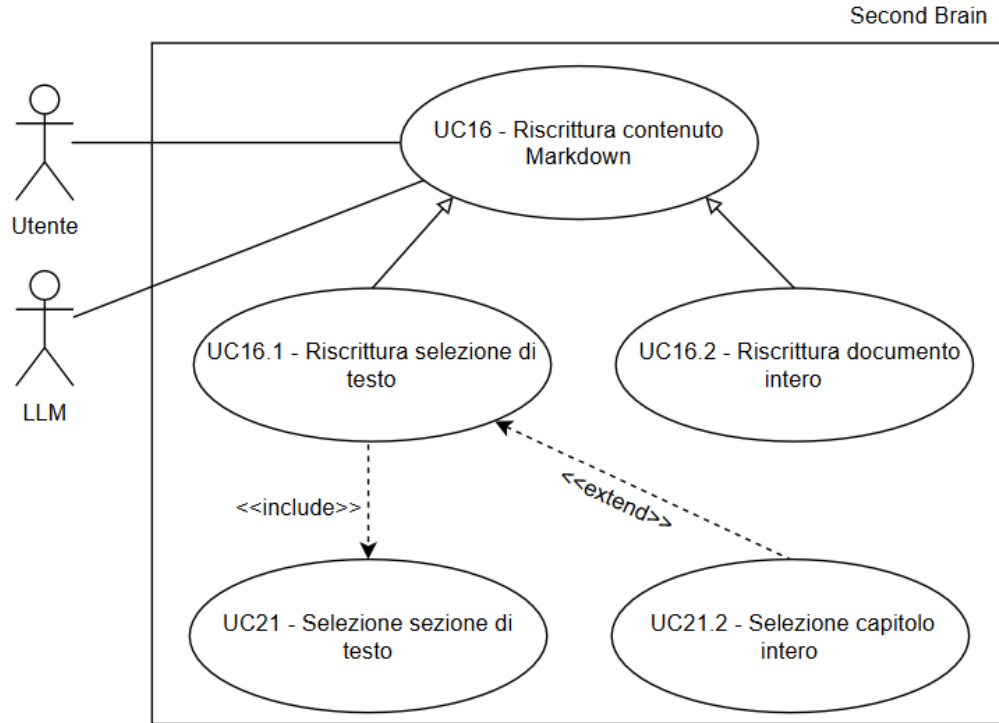 Second Brain
UC16 - Riscrittura contenuto
Markdown
Utente
UC16.1 - Riscrittura selezione di
testo
UC16.2 - Riscrittura documento
intero
LLM
<<include>>
<<extend>>
UC21 - Selezione sezione di
testo
UC21.2 - Selezione capitolo
intero